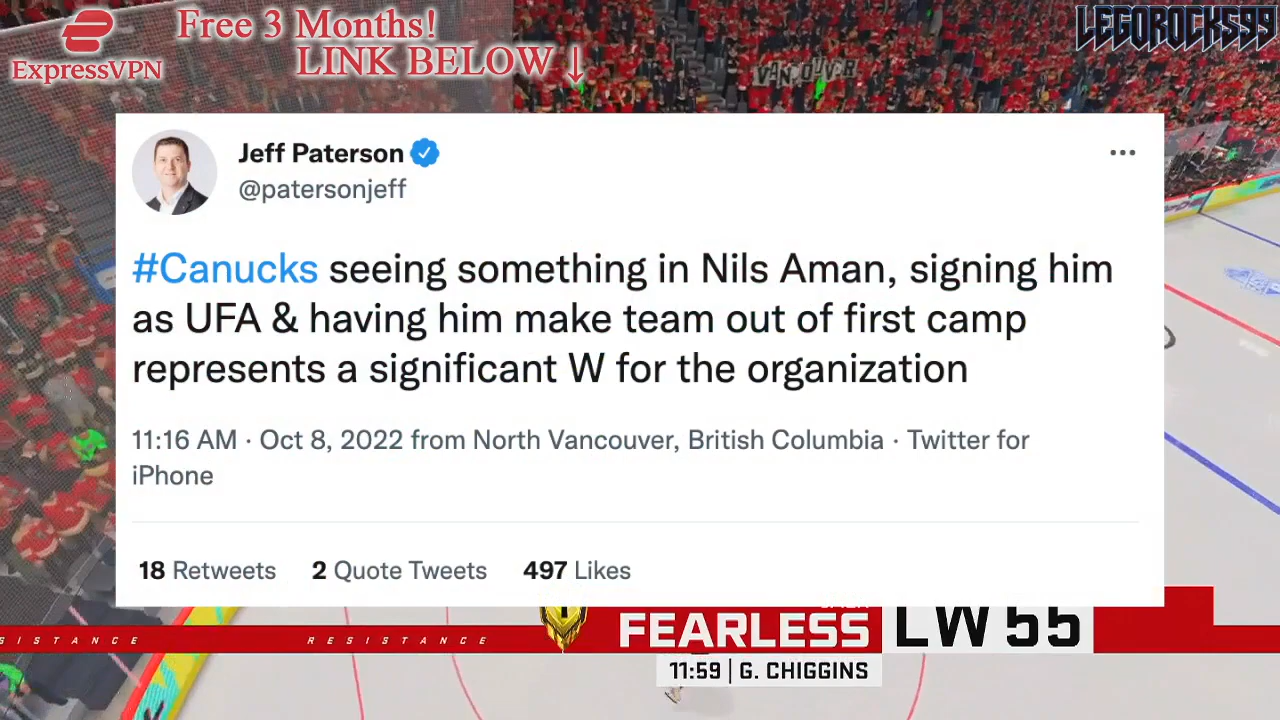 Free 3 Months!
LINK BELOW ↓
ExpressVPN
LEGOROCKS99
VANCOUVER
Jeff Paterson
@patersonjeff
#Canucks seeing something in Nils Aman, signing him
as UFA & having him make team out of first camp
represents a significant W for the organization
11:16 AM · Oct 8, 2022 from North Vancouver, British Columbia · Twitter for
iPhone
18 Retweets 2 Quote Tweets 497 Likes
FEARLESS LW 55
SISTANCE RESISTANCE
11:59 | G. CHIGGINS